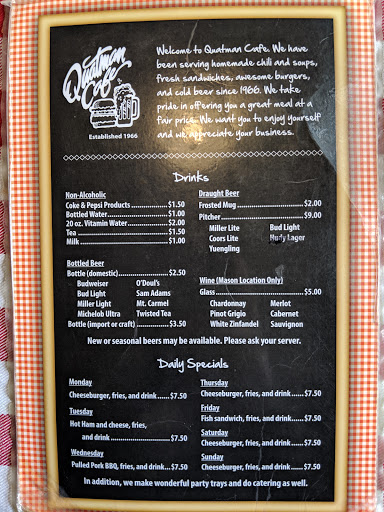 Quatman
Cafe
Established 1966
Welcome to Quatman Cafe. We have
been serving homemade chili and soups,
fresh sandwiches, awesome burgers,
and cold beer since 1966. We take
pride in offering you a great meal at a
fair price. We want you to enjoy yourself
and we appreciate your business.
Drinks
Non-Alcoholic
Coke & Pepsi Products ............ $1.50
Bottled Water ............ $1.00
20 oz. Vitamin Water ............ $2.00
Tea ............ $1.50
Milk ............ $1.00
Draught Beer
Frosted Mug ............ $2.00
Pitcher ............ $9.00
Miller Lite Bud Light
Coors Lite Hudy Lager
Yuengling
Bottled Beer
Bottle (domestic) ............ $2.50
Budweiser O'Doul's
Bud Light Sam Adams
Miller Light Mt. Carmel
Michelob Ultra Twisted Tea
Bottle (import or craft) ............ $3.50
Wine (Mason Location Only)
Glass ............ $5.00
Chardonnay Merlot
Pinot Grigio Cabernet
White Zinfandel Sauvignon
New or seasonal beers may be available. Please ask your server.
Daily Specials
Monday
Cheeseburger, fries, and drink ...... $7.50
Tuesday
Hot Ham and cheese, fries,
and drink ............ $7.50
Wednesday
Pulled Pork BBQ, fries, and drink... $7.50
Thursday
Cheeseburger, fries, and drink ...... $7.50
Friday
Fish sandwich, fries, and drink .... $7.50
Saturday
Cheeseburger, fries, and drink ...... $7.50
Sunday
Cheeseburger, fries, and drink ...... $7.50
In addition, we make wonderful party trays and do catering as well.